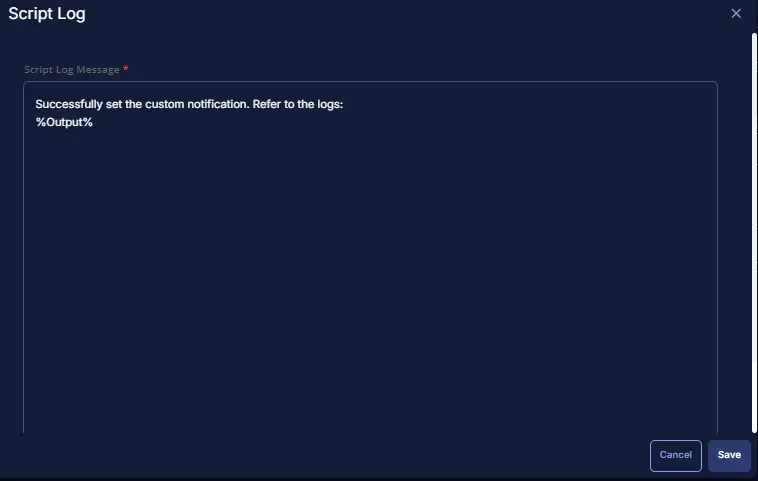 Script Log
Script Log Message *
Successfully set the custom notification. Refer to the logs:
%Output%
Cancel
Save